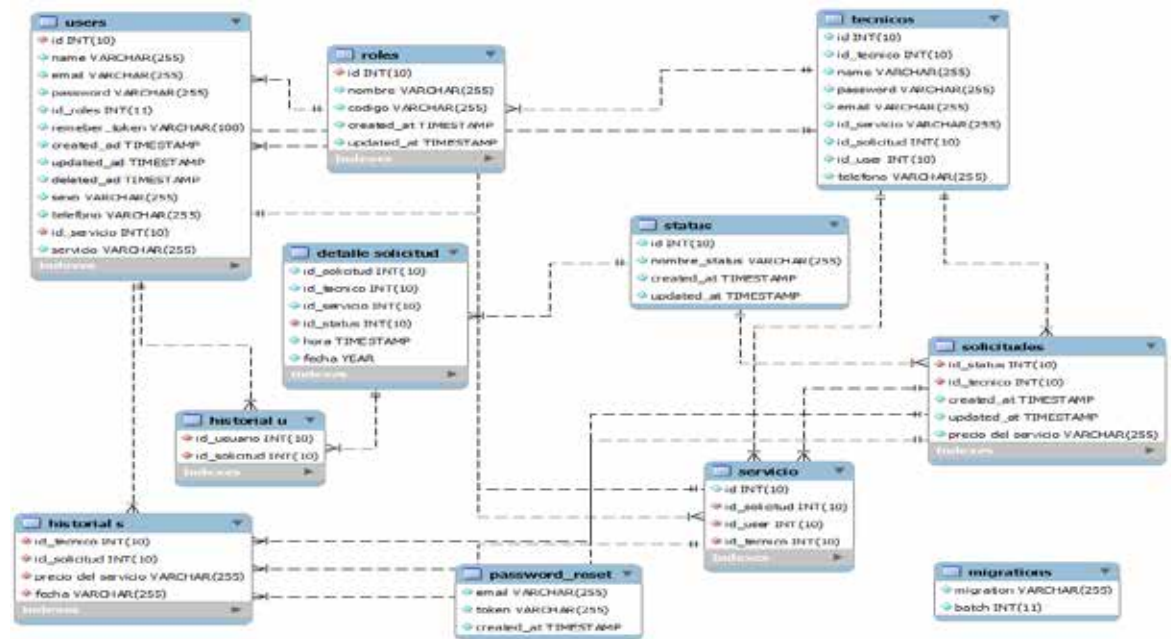 users
id INT(10)
name VARCHAR(255)
email VARCHAR(255)
password VARCHAR(255)
id_roles INT(11)
remeber_token VARCHAR(100)
created_ad TIMESTAMP
updated_ad TIMESTAMP
deleted_ad TIMESTAMP
sexo VARCHAR(255)
telefono VARCHAR(255)
id_servicio INT(10)
servicio VARCHAR(255)
Indexes
roles
id INT(10)
nombre VARCHAR(255)
codigo VARCHAR(255)
created_at TIMESTAMP
updated_at TIMESTAMP
Indexes
tecnicos
id INT(10)
id_tecnico INT(10)
name VARCHAR(255)
password VARCHAR(255)
email VARCHAR(255)
id_servicio VARCHAR(255)
id_solicitud INT(10)
id_user INT(10)
telefono VARCHAR(255)
status
id INT(10)
nombre_status VARCHAR(255)
created_at TIMESTAMP
updated_at TIMESTAMP
detalle solicitud
id_solicitud INT(10)
id_tecnico INT(10)
id_servicio INT(10)
id_status INT(10)
hora TIMESTAMP
fecha YEAR
Indexes
solicitudes
id_status INT(10)
id_tecnico INT(10)
created_at TIMESTAMP
updated_at TIMESTAMP
precio del servicio VARCHAR(255)
Indexes
historial u
id_usuario INT(10)
id_solicitud INT(10)
Indexes
servicio
id INT(10)
id_solicitud INT(10)
id_user INT(10)
id_tecnico INT(10)
Indexes
historial s
id_tecnico INT(10)
id_solicitud INT(10)
precio del servicio VARCHAR(255)
fecha VARCHAR(255)
Indexes
password_reset
email VARCHAR(255)
token VARCHAR(255)
created_at TIMESTAMP
migrations
migration VARCHAR(255)
batch INT(11)